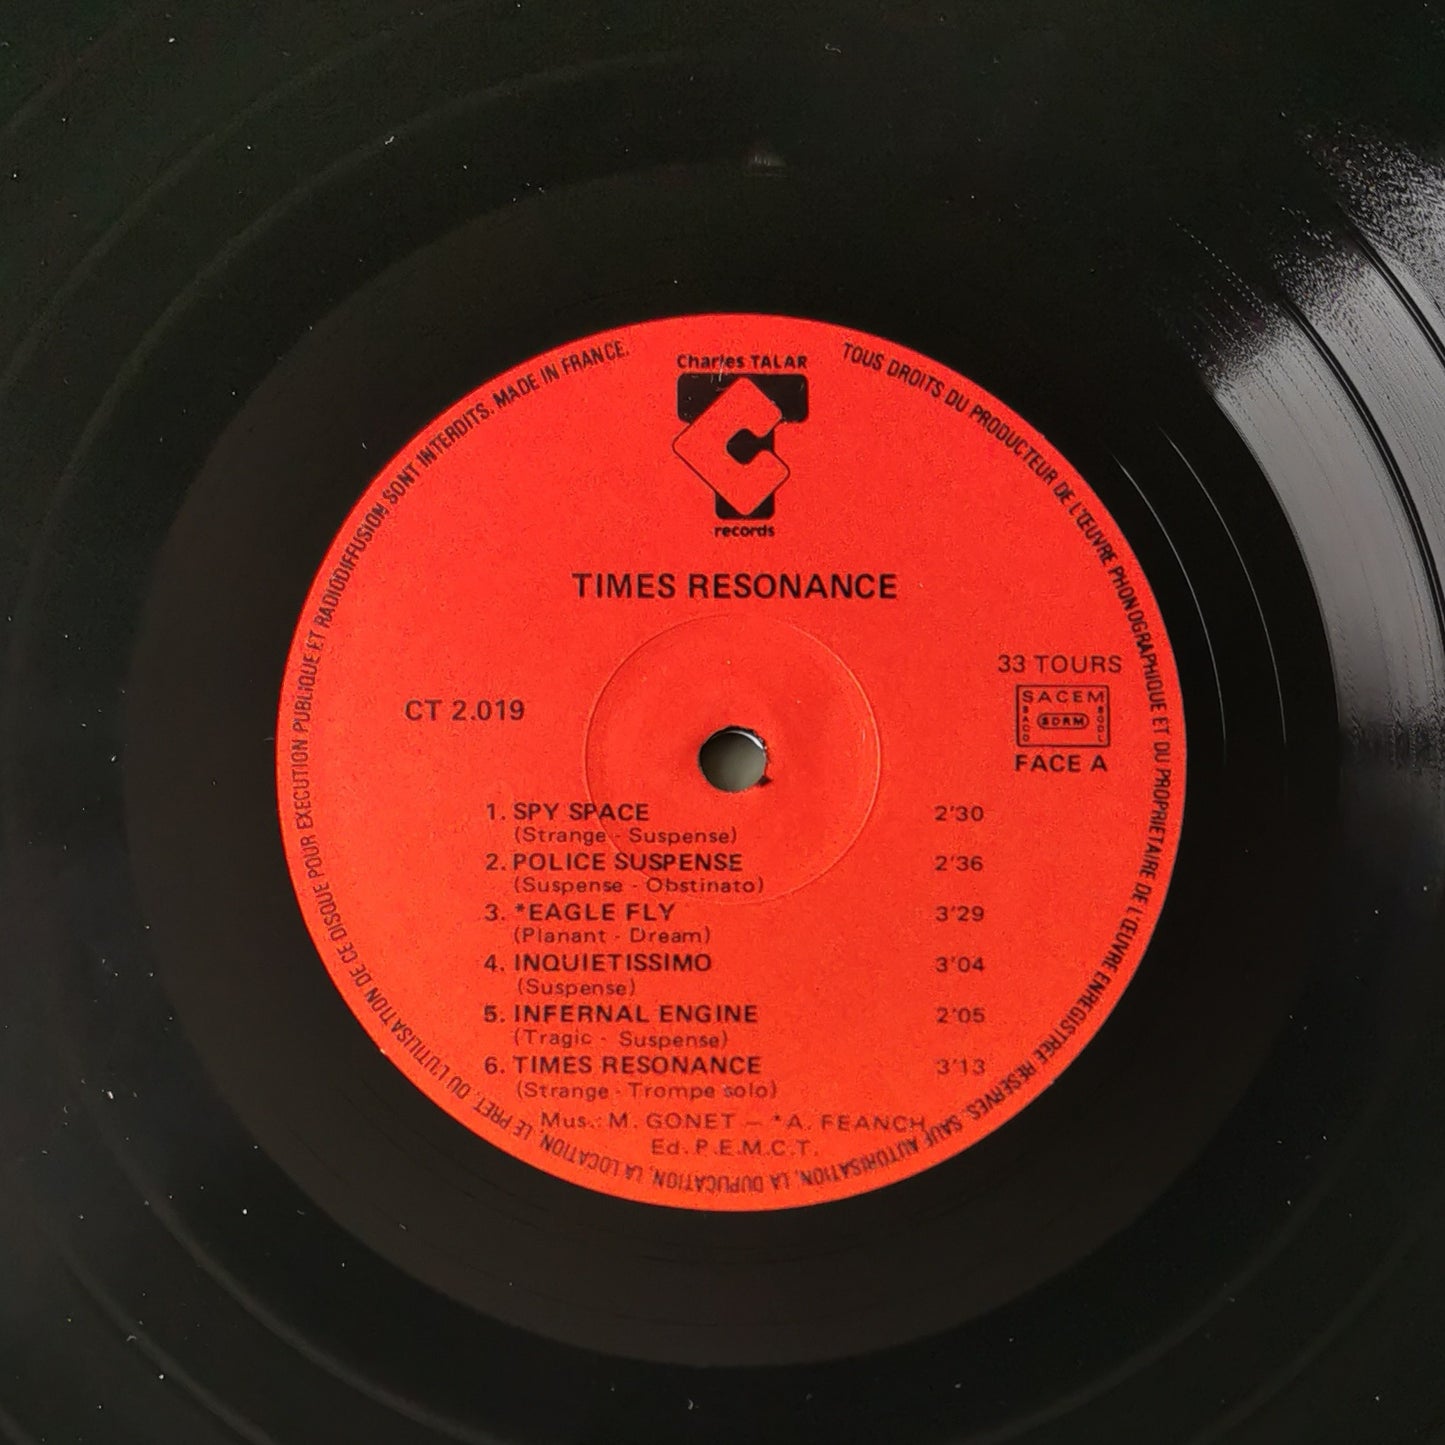 Charles TALAR
records
TIMES RESONANCE
33 TOURS
CT 2.019
SACEM
SACD
SDRM
SGDL
FACE A
1. SPY SPACE 2'30
(Strange - Suspense)
2. POLICE SUSPENSE 2'36
(Suspense - Obstinato)
3. *EAGLE FLY 3'29
(Planant - Dream)
4. INQUIETISSIMO 3'04
(Suspense)
5. INFERNAL ENGINE 2'05
(Tragic - Suspense)
6. TIMES RESONANCE 3'13
(Strange - Trompe solo)
Mus.: M. GONET – *A. FEANCH
Ed. P.E.M.C.T.
TOUS DROITS DU PRODUCTEUR DE L'ŒUVRE PHONOGRAPHIQUE ET DU PROPRIETAIRE DE L'ŒUVRE ENREGISTREE RESERVES. SAUF AUTORISATION, LA DUPLICATION, LA LOCATION, LE PRET, OU L'UTILISATION DE CE DISQUE POUR EXECUTION PUBLIQUE ET RADIODIFFUSION SONT INTERDITS. MADE IN FRANCE.